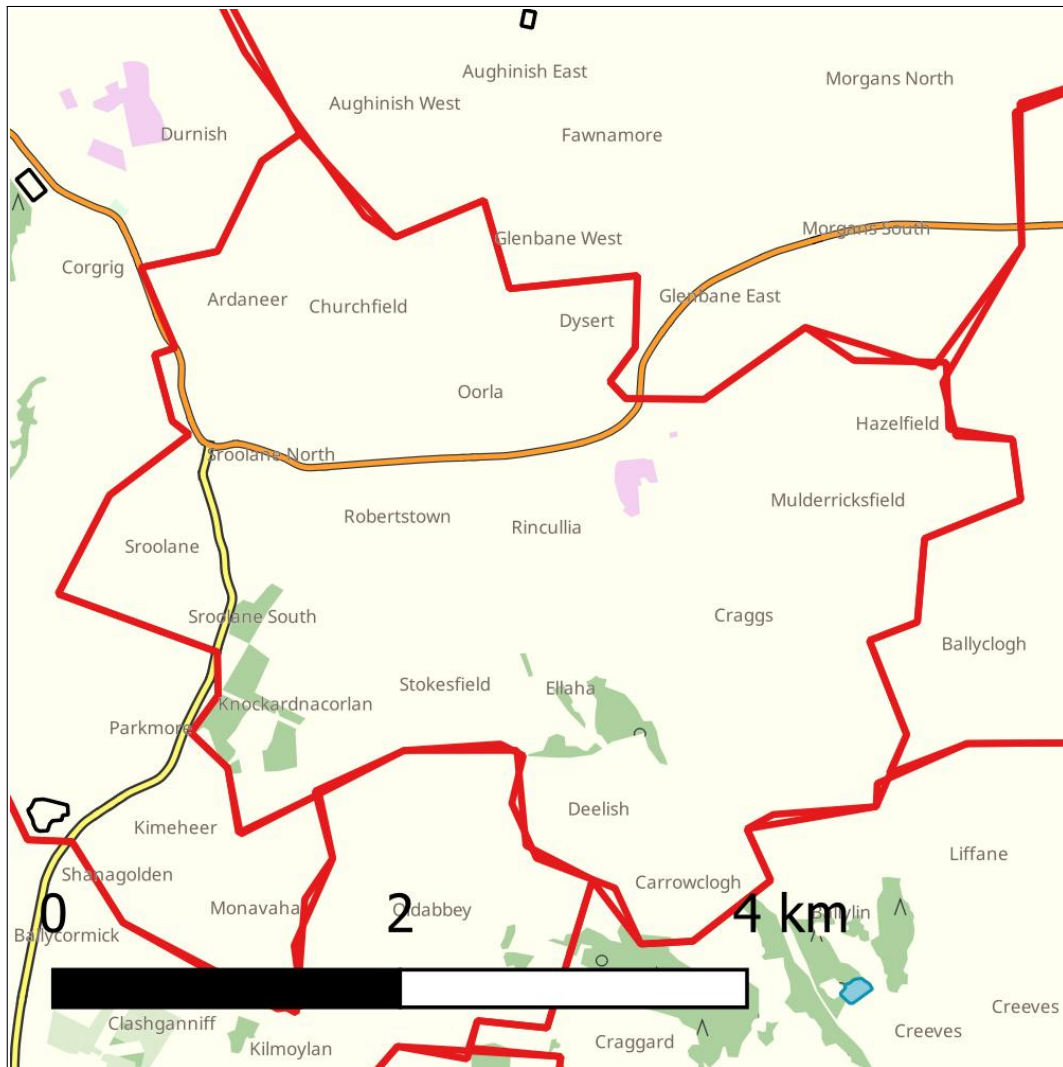 Aughinish East
Morgans North
Aughinish West
Durnish
Fawnamore
Morgans South
Glenbane West
Corgrig
Glenbane East
Ardaneer
Churchfield
Dysert
Oorla
Hazelfield
Sroolane North
Mulderricksfield
Robertstown
Rincullia
Sroolane
Sroolane South
Craggs
Ballyclogh
Stokesfield
Ellaha
Knockardnacorlan
Parkmore
Deelish
Kimeheer
Liffane
Shanagolden
Carrowclogh
Monavaha
Oldabbey
Ballylin
0 2 4 km
Ballycormick
Creeves
Clashganniff
Creeves
Craggard
Kilmoylan